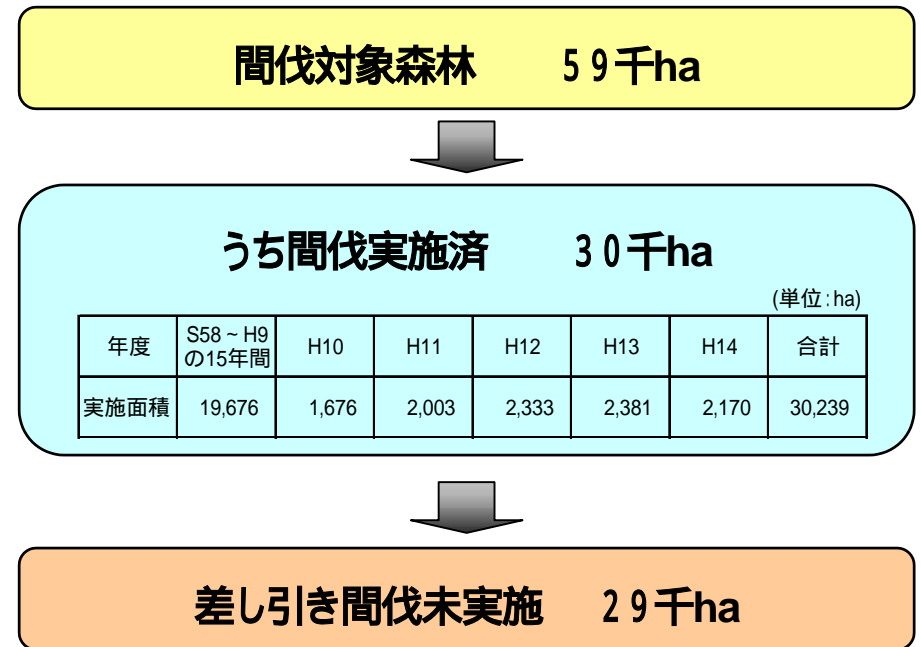 間伐対象森林　　５９千ha
うち間伐実施済　　３０千ha
(単位：ha)
年度 S58～H9の15年間 H10 H11 H12 H13 H14 合計
実施面積 19,676 1,676 2,003 2,333 2,381 2,170 30,239
差し引き間伐未実施　　２９千ha